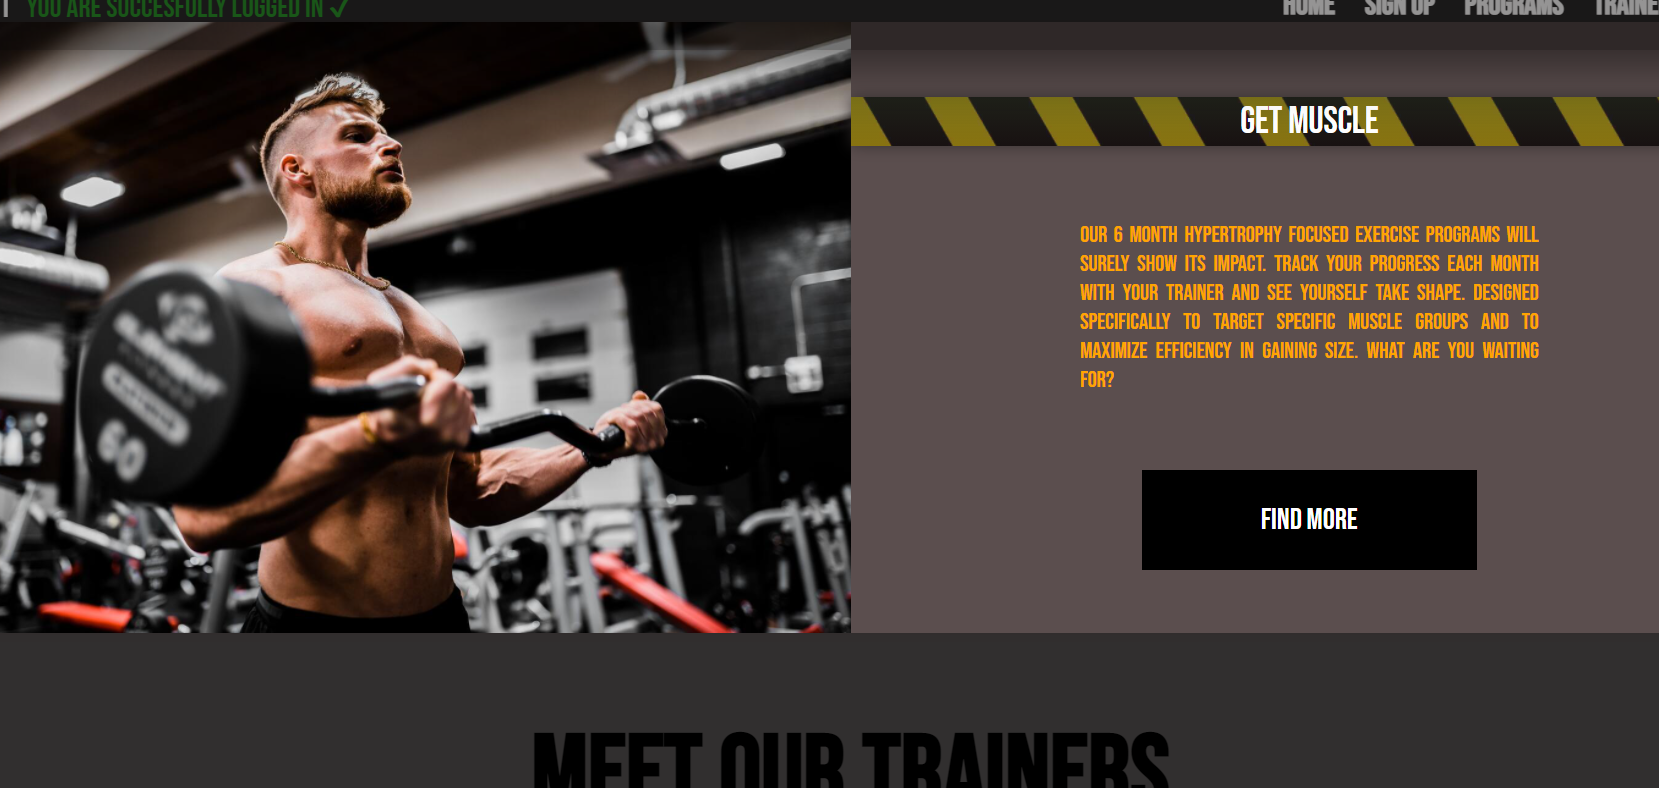 YOU ARE SUCCESFULLY LOGGED IN ✓
HOME SIGN UP PROGRAMS
GET MUSCLE
OUR 6 MONTH HYPERTROPHY FOCUSED EXERCISE PROGRAMS WILL
SURELY SHOW ITS IMPACT. TRACK YOUR PROGRESS EACH MONTH
WITH YOUR TRAINER AND SEE YOURSELF TAKE SHAPE. DESIGNED
SPECIFICALLY TO TARGET SPECIFIC MUSCLE GROUPS AND TO
MAXIMIZE EFFICIENCY IN GAINING SIZE. WHAT ARE YOU WAITING
FOR?
FIND MORE
60
MEET OUR TRAINERS